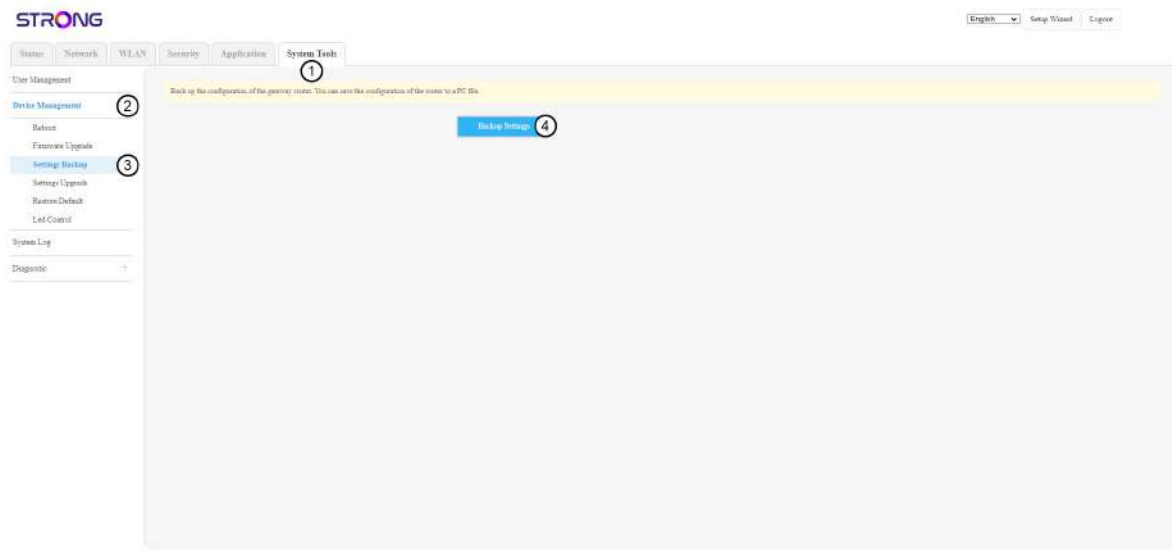 STRONG
English Setup Wizard Logout
Status Network WLAN Security Application System Tools
1
User Management
Back up the configuration of the gateway router. You can save the configuration of the router to a PC file.
Device Management 2
Backup Settings 4
Reboot
Firmware Upgrade
Settings Backup 3
Settings Upgrade
Restore Default
Led Control
System Log
Diagnostic +